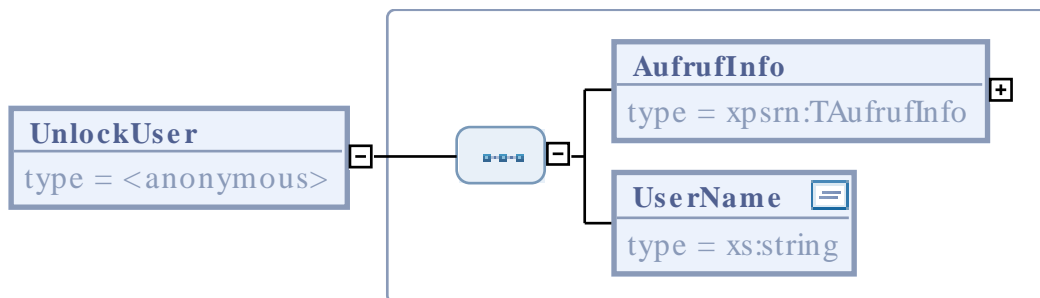 AufrufInfo
type = xpsrn:TAufrufInfo
UnlockUser
type = <anonymous>
UserName
type = xs:string